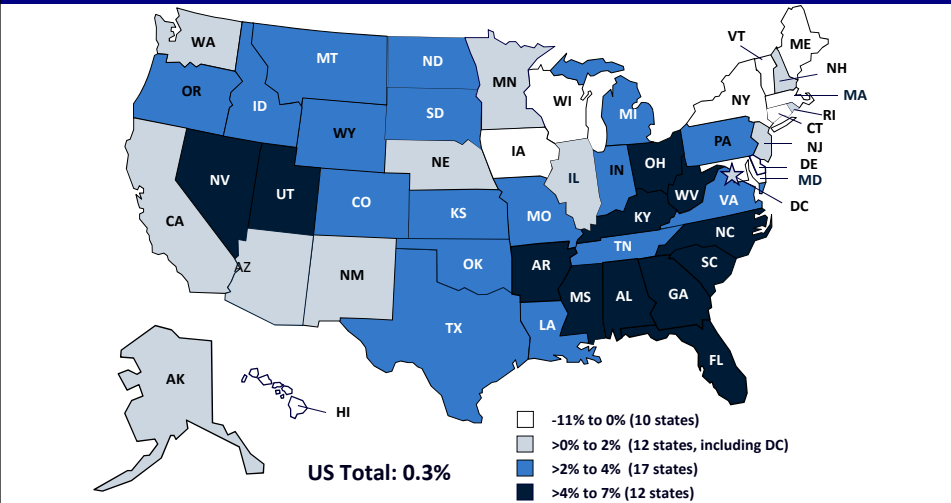 WA
MT
ND
MN
VT
ME
NH
OR
ID
SD
WI
MI
NY
MA
RI
CT
WY
NE
IA
PA
NJ
NV
UT
CO
KS
MO
IL
IN
OH
WV
VA
DE
MD
DC
CA
KY
NC
AZ
NM
OK
AR
TN
SC
TX
LA
MS
AL
GA
FL
AK
HI
-11% to 0% (10 states)
>0% to 2% (12 states, including DC)
>2% to 4% (17 states)
>4% to 7% (12 states)
US Total: 0.3%